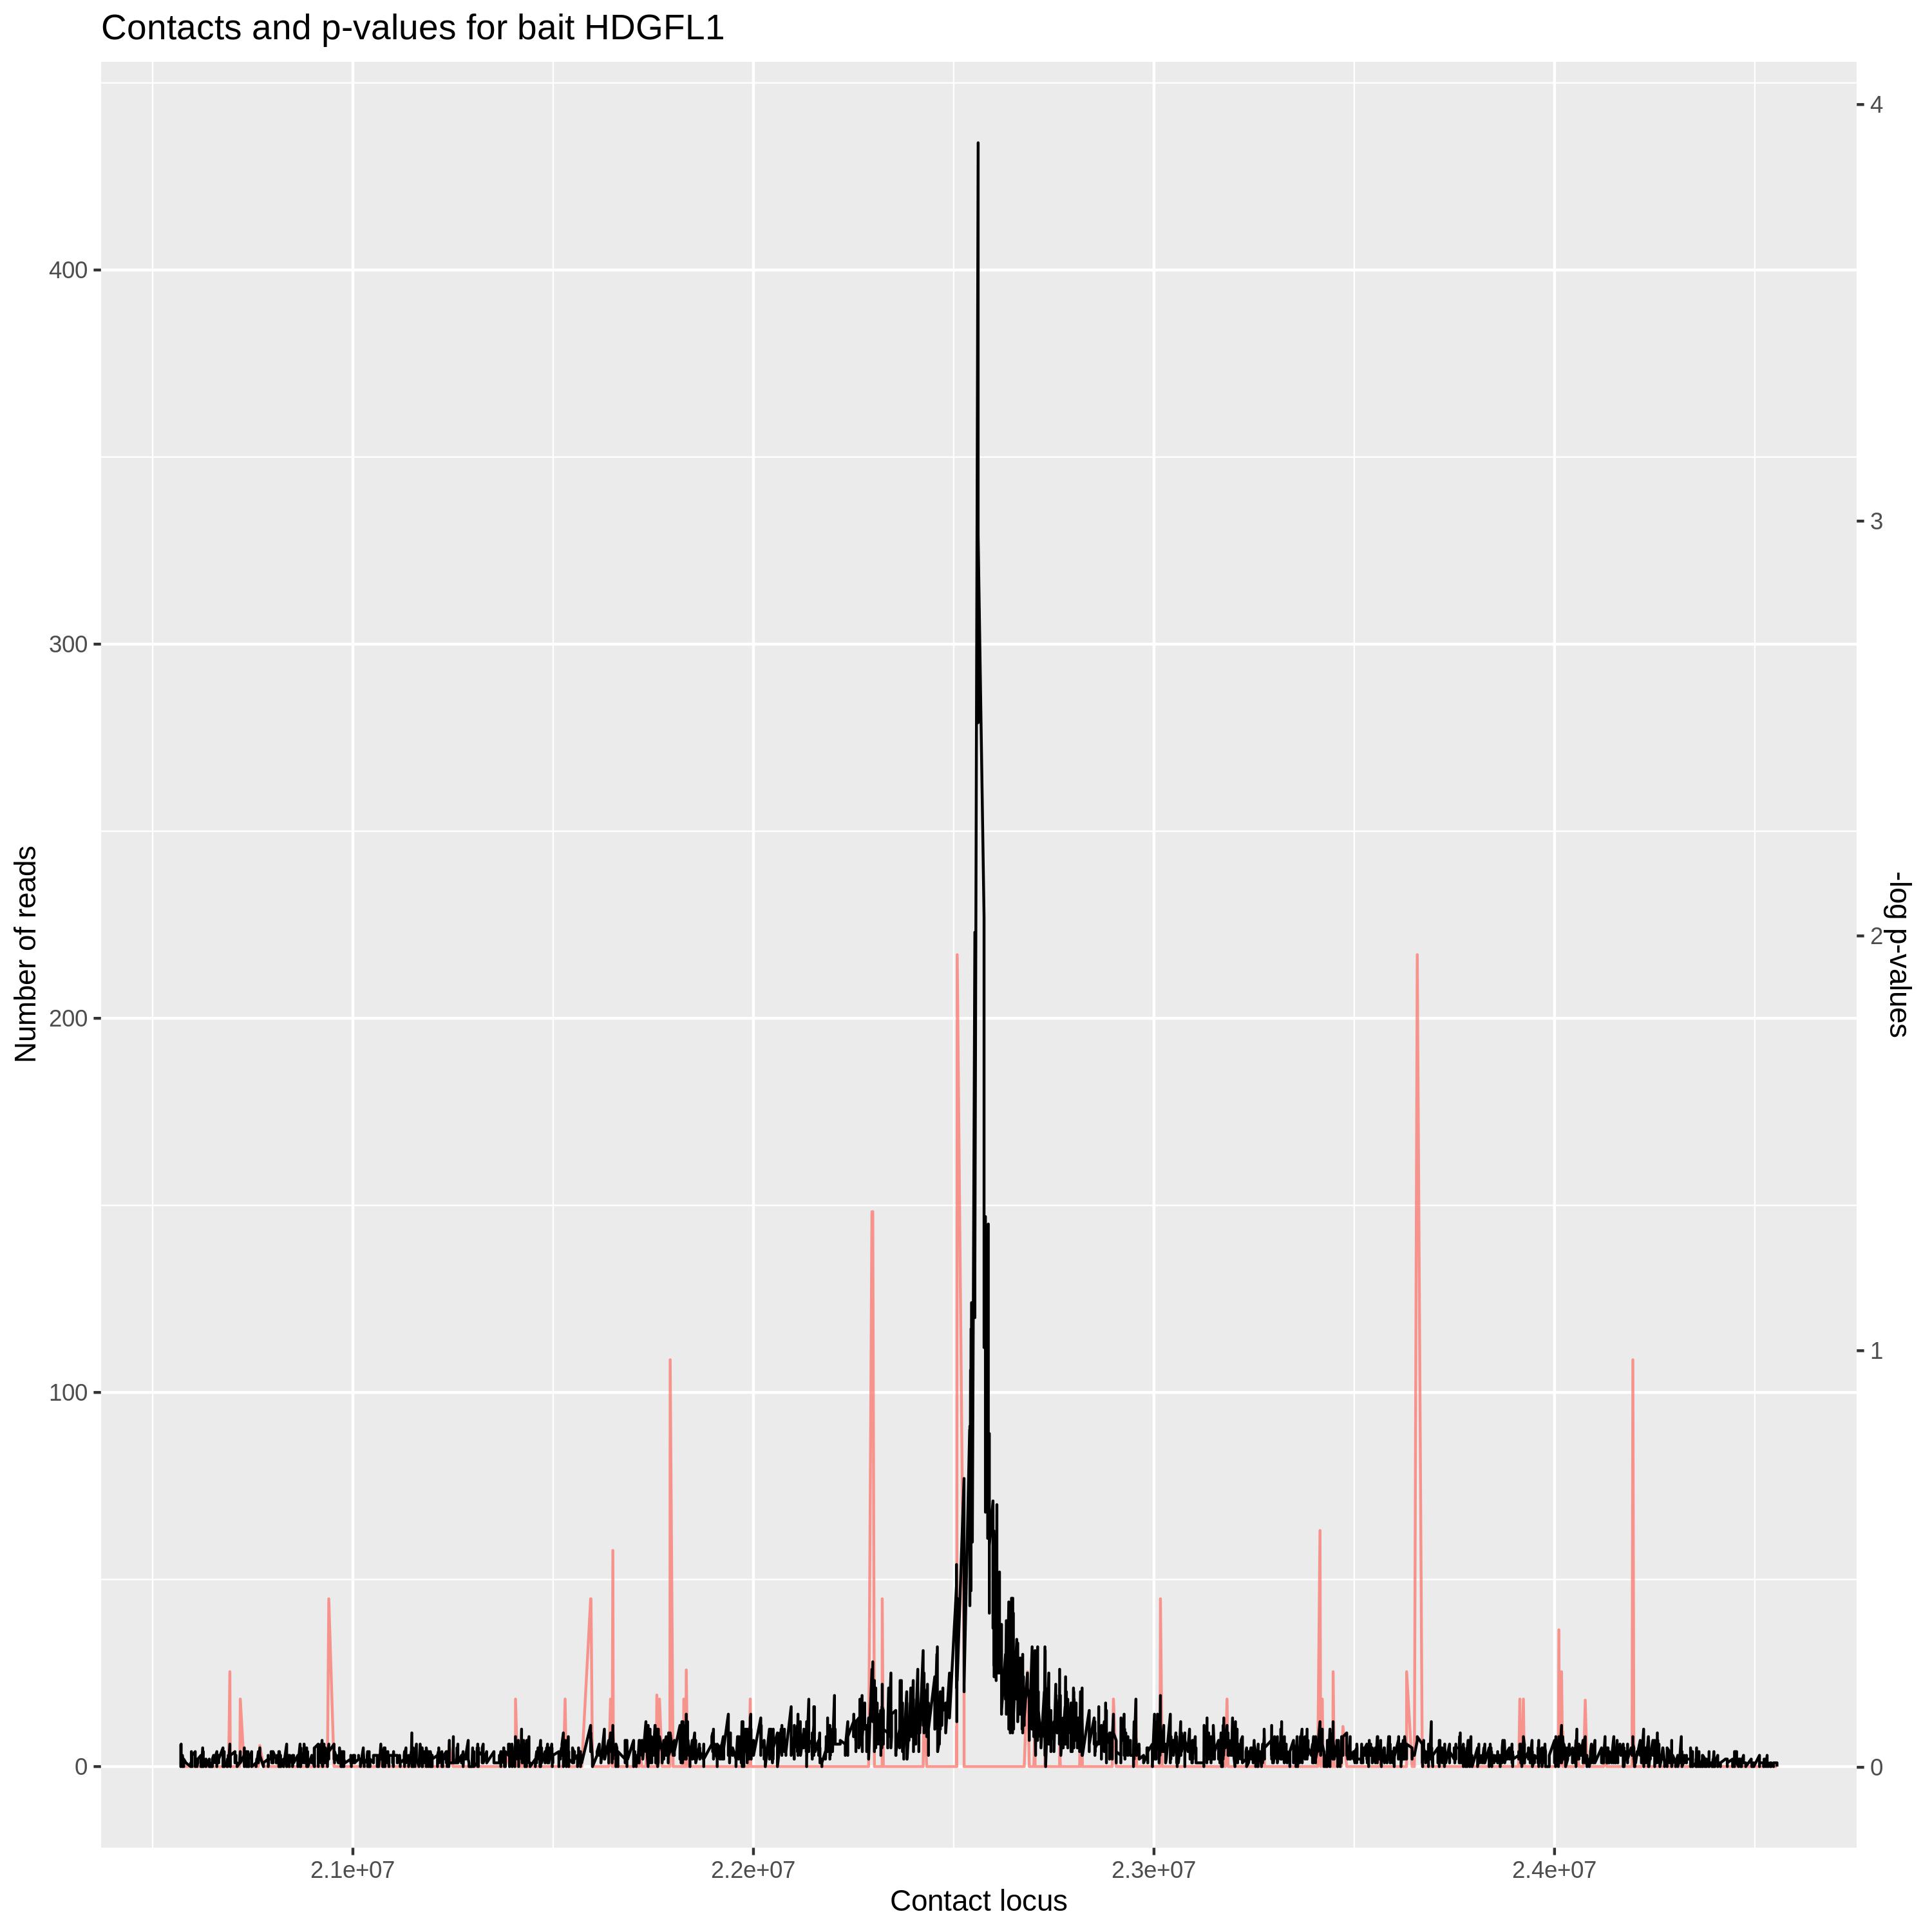 Contacts and p-values for bait HDGFL1
Number of reads
400
300
200
100
0
4
3
2
1
0
-log p-values
2.1e+07
2.2e+07
2.3e+07
2.4e+07
Contact locus